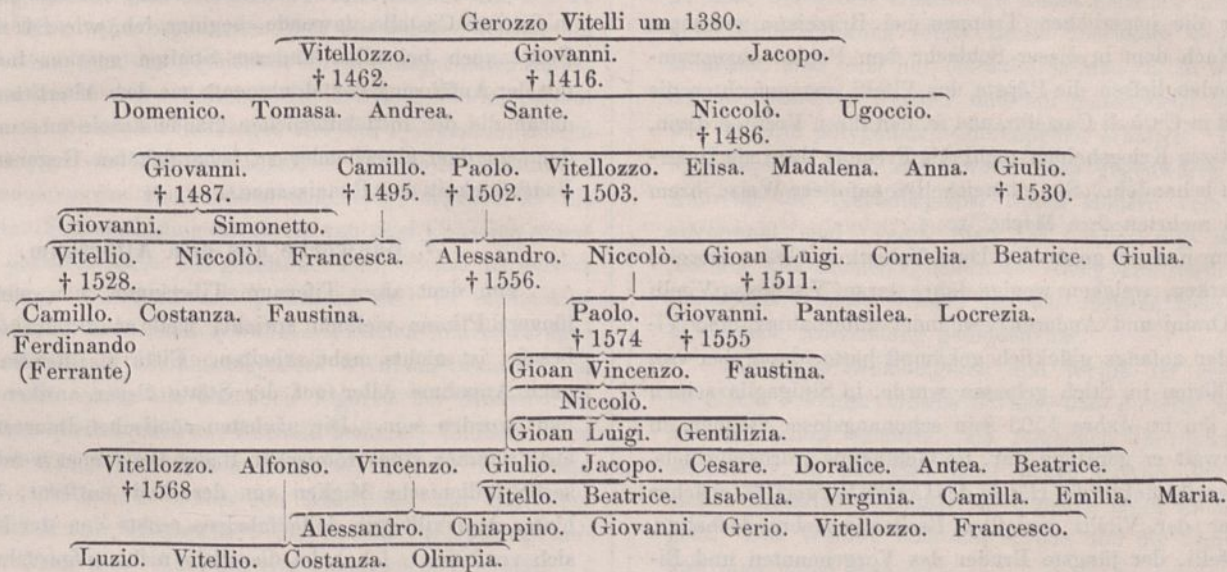 Gerozzo Vitelli um 1380.
Vitellozzo. Giovanni. Jacopo.
† 1462. † 1416.
Domenico. Tomasa. Andrea. Sante. Niccolò. Ugoccio.
† 1486.
Giovanni. Camillo. Paolo. Vitellozzo. Elisa. Madalena. Anna. Giulio.
† 1487. † 1495. † 1502. † 1503. † 1530.
Giovanni. Simonetto.
Vitellio. Niccolò. Francesca. Alessandro. Niccolò. Gioan Luigi. Cornelia. Beatrice. Giulia.
† 1528. † 1556. † 1511.
Camillo. Costanza. Faustina. Paolo. Giovanni. Pantasilea. Locrezia.
Ferdinando † 1574 † 1555
(Ferrante) Gioan Vincenzo. Faustina.
Niccolò.
Gioan Luigi. Gentilizia.
Vitellozzo. Alfonso. Vincenzo. Giulio. Jacopo. Cesare. Doralice. Antea. Beatrice.
† 1568 Vitello. Beatrice. Isabella. Virginia. Camilla. Emilia. Maria.
Alessandro. Chiappino. Giovanni. Gerio. Vitellozzo. Francesco.
Luzio. Vitellio. Costanza. Olimpia.